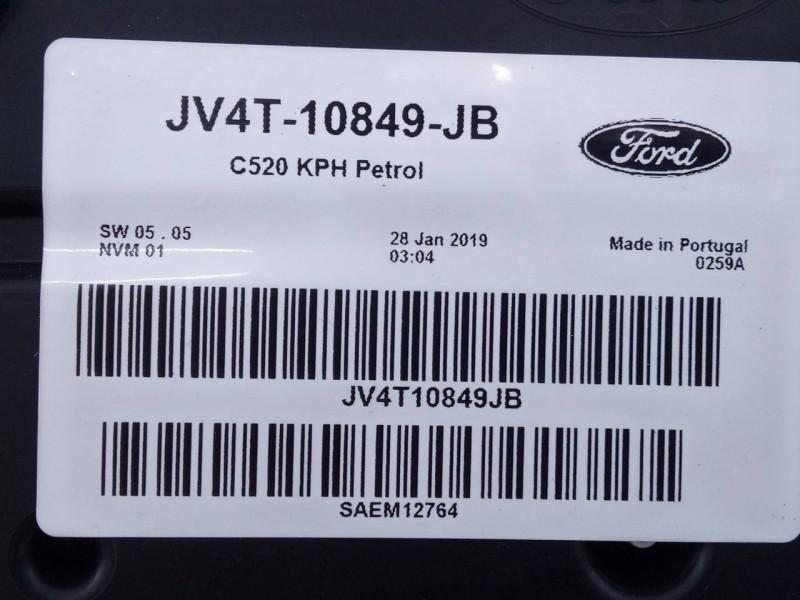 JV4T-10849-JB
Ford
C520 KPH Petrol
SW 05 . 05
NVM 01
28 Jan 2019
03:04
Made in Portugal
0259A
JV4T10849JB
SAEM12764